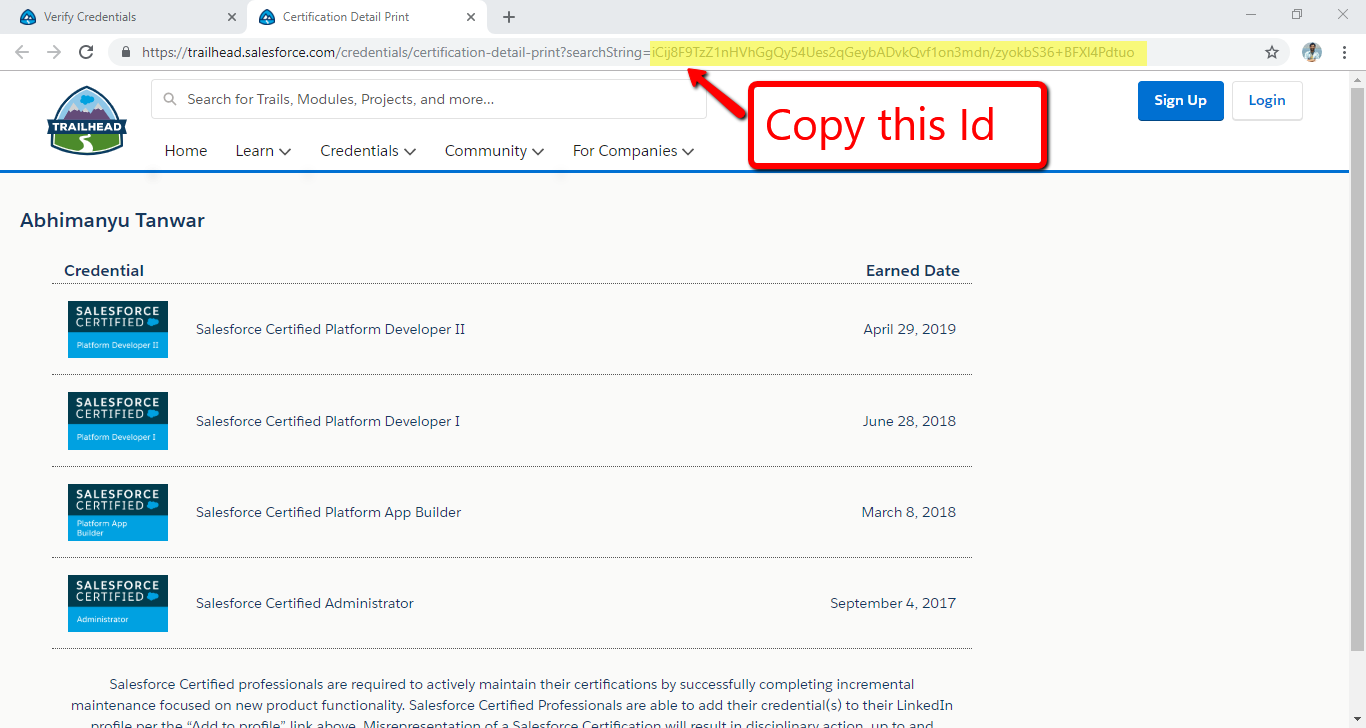 Verify Credentials
Certification Detail Print
https://trailhead.salesforce.com/credentials/certification-detail-print?searchString=iCij8F9TzZ1nHVhGgQy54Ues2qGeybADvkQvf1on3mdn/zyokbS36+BFXl4Pdtuo
TRAILHEAD
Search for Trails, Modules, Projects, and more...
Sign Up
Login
Copy this Id
Home Learn Credentials Community For Companies
Abhimanyu Tanwar
Credential Earned Date
SALESFORCE
CERTIFIED
Platform Developer II
Salesforce Certified Platform Developer II April 29, 2019
SALESFORCE
CERTIFIED
Platform Developer I
Salesforce Certified Platform Developer I June 28, 2018
SALESFORCE
CERTIFIED
Platform App
Builder
Salesforce Certified Platform App Builder March 8, 2018
SALESFORCE
CERTIFIED
Administrator
Salesforce Certified Administrator September 4, 2017
Salesforce Certified professionals are required to actively maintain their certifications by successfully completing incremental
maintenance focused on new product functionality. Salesforce Certified Professionals are able to add their credential(s) to their LinkedIn
profile per the "Add to profile" link above. Misrepresentation of a Salesforce Certification will result in disciplinary action, up to and